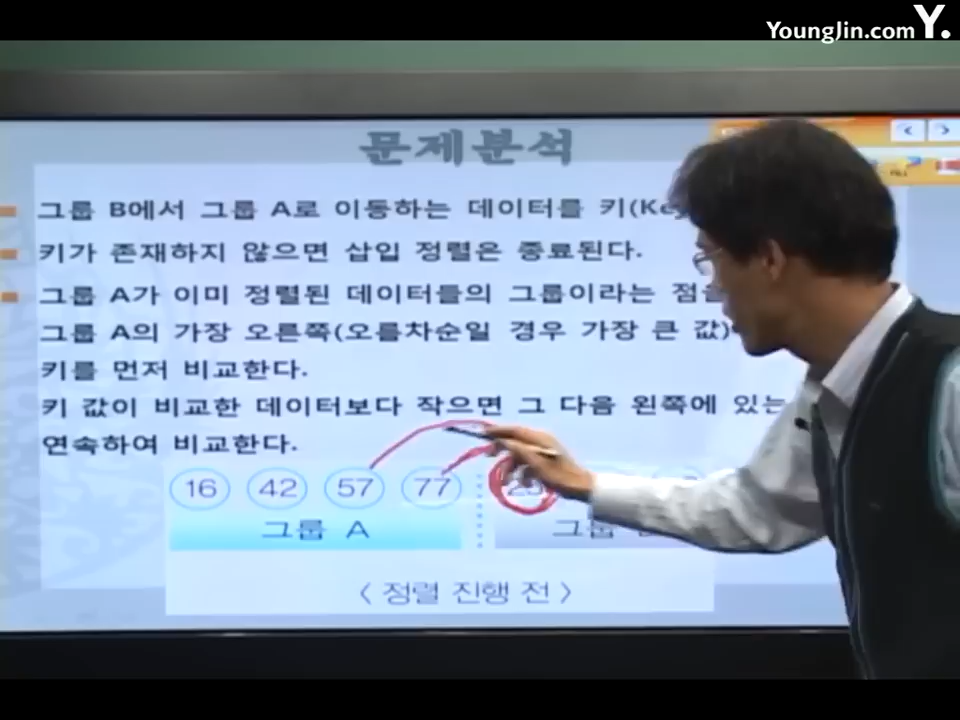 YoungJin.com Y.
문제분석
그룹 B에서 그룹 A로 이동하는 데이터를 키(Ke
키가 존재하지 않으면 삽입 정렬은 종료된다.
그룹 A가 이미 정렬된 데이터들의 그룹이라는 점을
그룹 A의 가장 오른쪽(오름차순일 경우 가장 큰 값)
키를 먼저 비교한다.
키 값이 비교한 데이터보다 작으면 그 다음 왼쪽에 있는
연속하여 비교한다.
16 42 57 77
그룹 A 그룹
< 정렬 진행 전 >